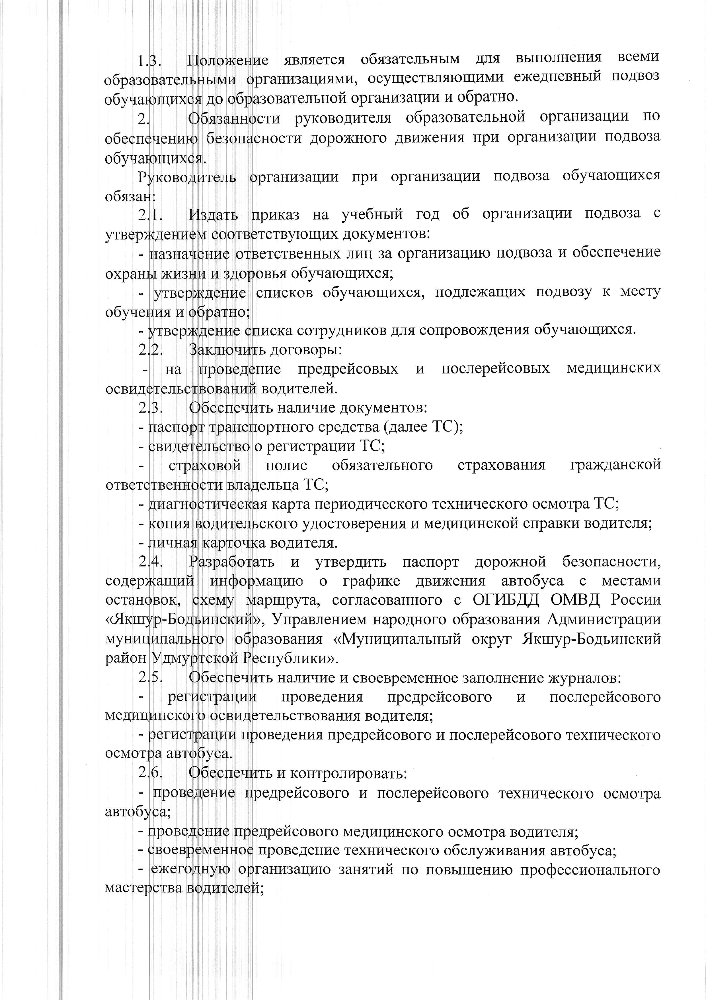 1.3. Положение является обязательным для выполнения всеми
образовательными организациями, осуществляющими ежедневный подвоз
обучающихся до образовательной организации и обратно.
2. Обязанности руководителя образовательной организации по
обеспечению безопасности дорожного движения при организации подвоза
обучающихся.
Руководитель организации при организации подвоза обучающихся
обязан:
2.1. Издать приказ на учебный год об организации подвоза с
утверждением соответствующих документов:
- назначение ответственных лиц за организацию подвоза и обеспечение
охраны жизни и здоровья обучающихся;
- утверждение списков обучающихся, подлежащих подвозу к месту
обучения и обратно;
- утверждение списка сотрудников для сопровождения обучающихся.
2.2. Заключить договоры:
- на проведение предрейсовых и послерейсовых медицинских
освидетельствований водителей.
2.3. Обеспечить наличие документов:
- паспорт транспортного средства (далее ТС);
- свидетельство о регистрации ТС;
- страховой полис обязательного страхования гражданской
ответственности владельца ТС;
- диагностическая карта периодического технического осмотра ТС;
- копия водительского удостоверения и медицинской справки водителя;
- личная карточка водителя.
2.4. Разработать и утвердить паспорт дорожной безопасности,
содержащий информацию о графике движения автобуса с местами
остановок, схему маршрута, согласованного с ОГИБДД ОМВД России
«Якшур-Бодьинский», Управлением народного образования Администрации
муниципального образования «Муниципальный округ Якшур-Бодьинский
район Удмуртской Республики».
2.5. Обеспечить наличие и своевременное заполнение журналов:
- регистрации проведения предрейсового и послерейсового
медицинского освидетельствования водителя;
- регистрации проведения предрейсового и послерейсового технического
осмотра автобуса.
2.6. Обеспечить и контролировать:
- проведение предрейсового и послерейсового технического осмотра
автобуса;
- проведение предрейсового медицинского осмотра водителя;
- своевременное проведение технического обслуживания автобуса;
- ежегодную организацию занятий по повышению профессионального
мастерства водителей;